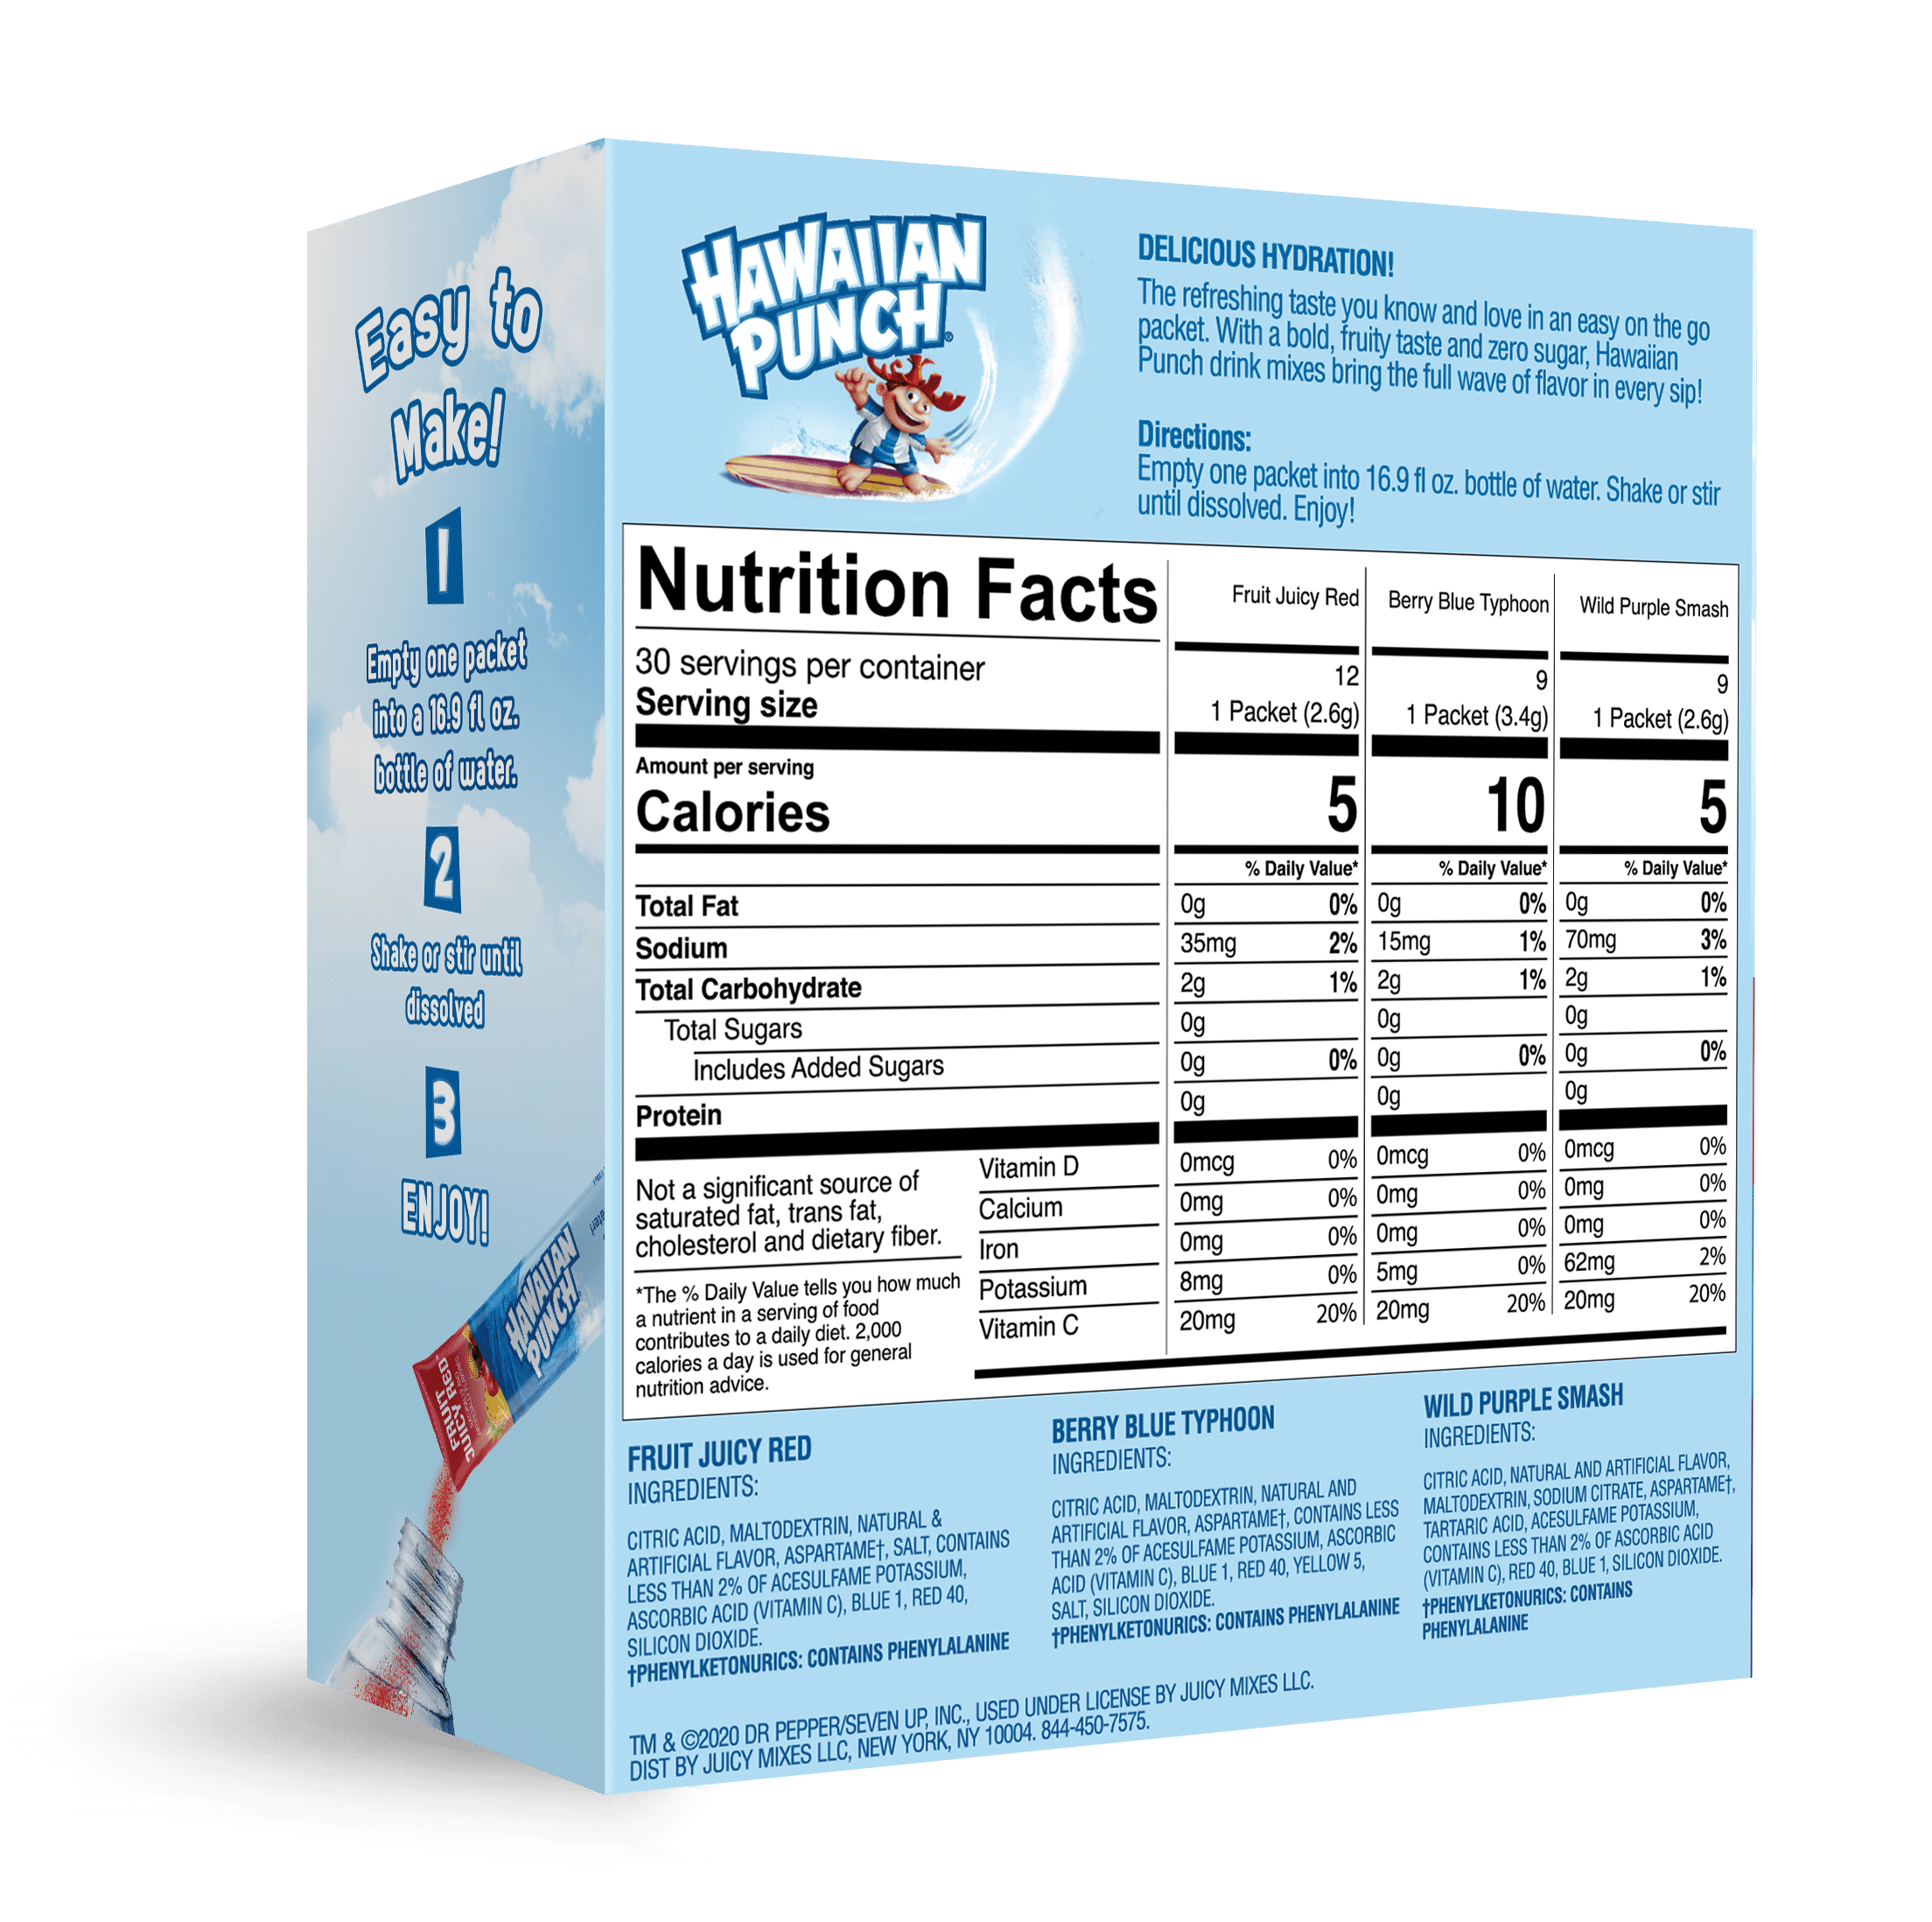 Easy to
Make!
1
Empty one packet
into a 16.9 fl oz.
bottle of water.
2
Shake or stir until
dissolved
3
ENJOY!
HAWAIIAN
PUNCH
FRUIT
JUICY RED
HAWAIIAN
PUNCH®
DELICIOUS HYDRATION!
The refreshing taste you know and love in an easy on the go
packet. With a bold, fruity taste and zero sugar, Hawaiian
Punch drink mixes bring the full wave of flavor in every sip!
Directions:
Empty one packet into 16.9 fl oz. bottle of water. Shake or stir
until dissolved. Enjoy!
Nutrition Facts Fruit Juicy Red Berry Blue Typhoon Wild Purple Smash
30 servings per container 12 9 9
Serving size 1 Packet (2.6g) 1 Packet (3.4g) 1 Packet (2.6g)
Amount per serving
Calories 5 10 5
% Daily Value* % Daily Value* % Daily Value*
Total Fat 0g 0% 0g 0% 0g 0%
Sodium 35mg 2% 15mg 1% 70mg 3%
Total Carbohydrate 2g 1% 2g 1% 2g 1%
Total Sugars 0g 0g 0g
Includes Added Sugars 0g 0% 0g 0% 0g 0%
Protein 0g 0g 0g
Vitamin D 0mcg 0% 0mcg 0% 0mcg 0%
Calcium 0mg 0% 0mg 0% 0mg 0%
Iron 0mg 0% 0mg 0% 0mg 0%
Potassium 8mg 0% 5mg 0% 62mg 2%
Vitamin C 20mg 20% 20mg 20% 20mg 20%
Not a significant source of
saturated fat, trans fat,
cholesterol and dietary fiber.
*The % Daily Value tells you how much
a nutrient in a serving of food
contributes to a daily diet. 2,000
calories a day is used for general
nutrition advice.
FRUIT JUICY RED
INGREDIENTS:
CITRIC ACID, MALTODEXTRIN, NATURAL &
ARTIFICIAL FLAVOR, ASPARTAME†, SALT, CONTAINS
LESS THAN 2% OF ACESULFAME POTASSIUM,
ASCORBIC ACID (VITAMIN C), BLUE 1, RED 40,
SILICON DIOXIDE.
†PHENYLKETONURICS: CONTAINS PHENYLALANINE
BERRY BLUE TYPHOON
INGREDIENTS:
CITRIC ACID, MALTODEXTRIN, NATURAL AND
ARTIFICIAL FLAVOR, ASPARTAME†, CONTAINS LESS
THAN 2% OF ACESULFAME POTASSIUM, ASCORBIC
ACID (VITAMIN C), BLUE 1, RED 40, YELLOW 5,
SALT, SILICON DIOXIDE.
†PHENYLKETONURICS: CONTAINS PHENYLALANINE
WILD PURPLE SMASH
INGREDIENTS:
CITRIC ACID, NATURAL AND ARTIFICIAL FLAVOR,
MALTODEXTRIN, SODIUM CITRATE, ASPARTAME†,
TARTARIC ACID, ACESULFAME POTASSIUM,
CONTAINS LESS THAN 2% OF ASCORBIC ACID
(VITAMIN C), RED 40, BLUE 1, SILICON DIOXIDE.
†PHENYLKETONURICS: CONTAINS
PHENYLALANINE
TM & ©2020 DR PEPPER/SEVEN UP, INC., USED UNDER LICENSE BY JUICY MIXES LLC.
DIST BY JUICY MIXES LLC, NEW YORK, NY 10004. 844-450-7575.